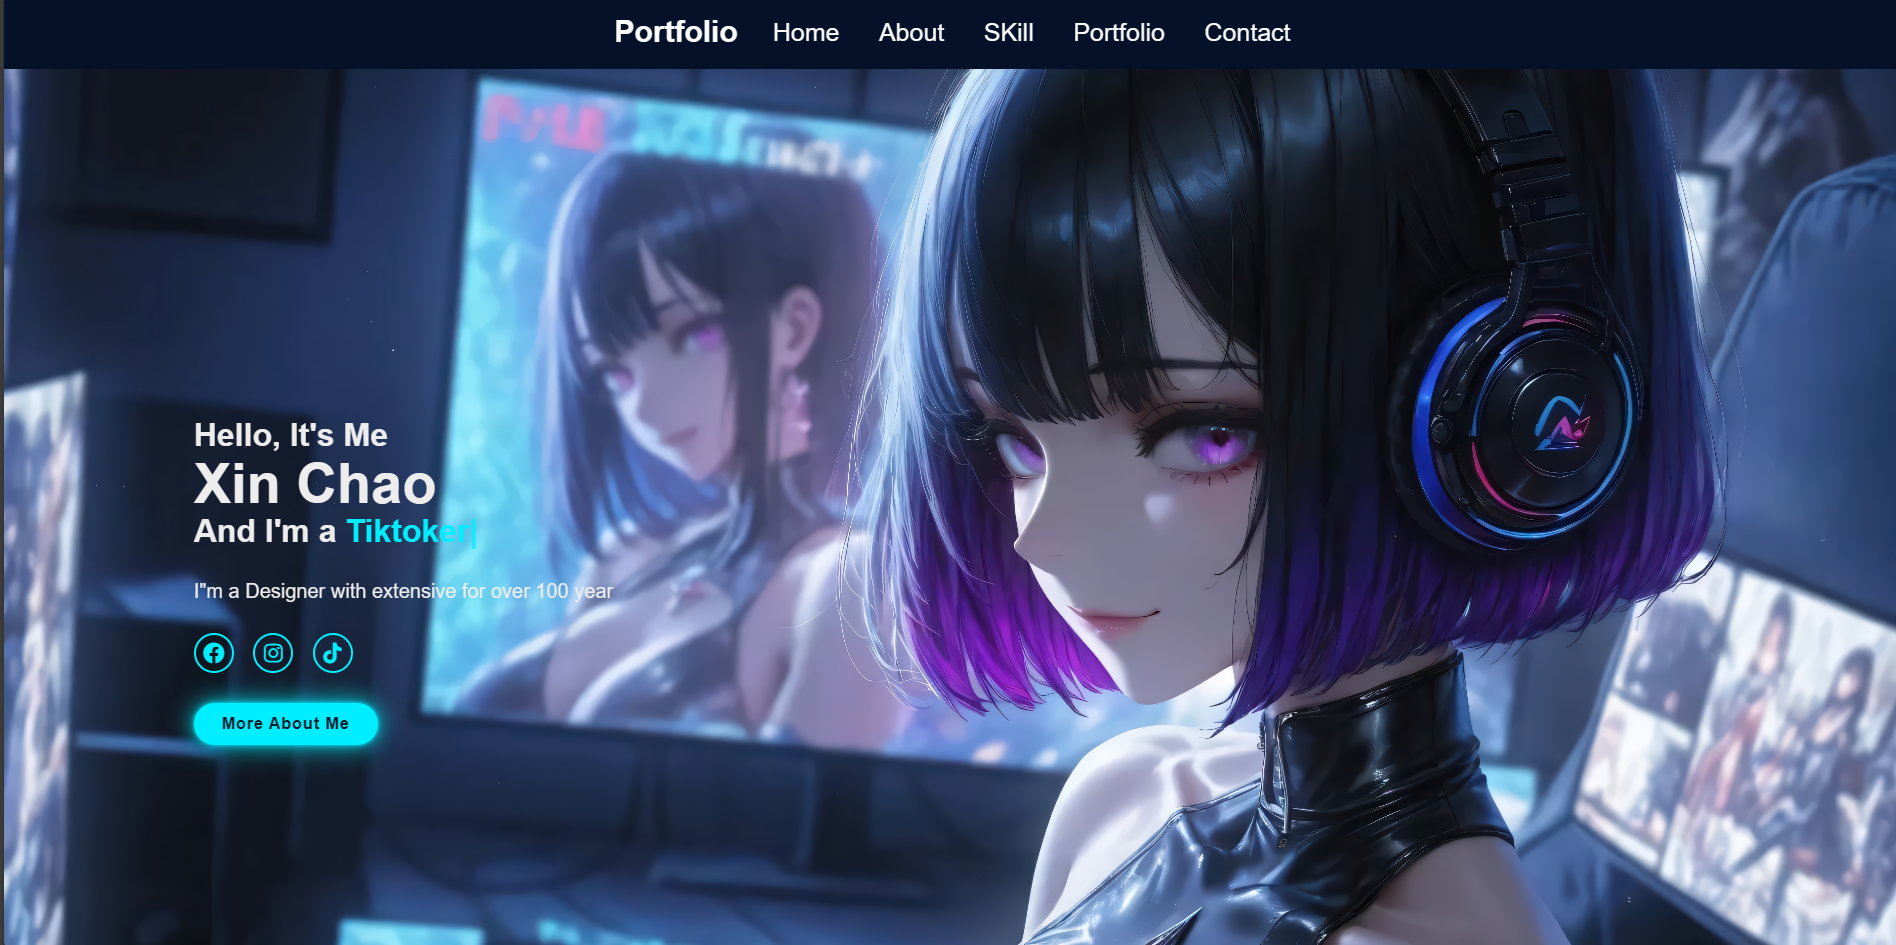 Portfolio Home About SKill Portfolio Contact
Hello, It's Me
Xin Chao
And I'm a Tiktoker|
I"m a Designer with extensive for over 100 year
More About Me